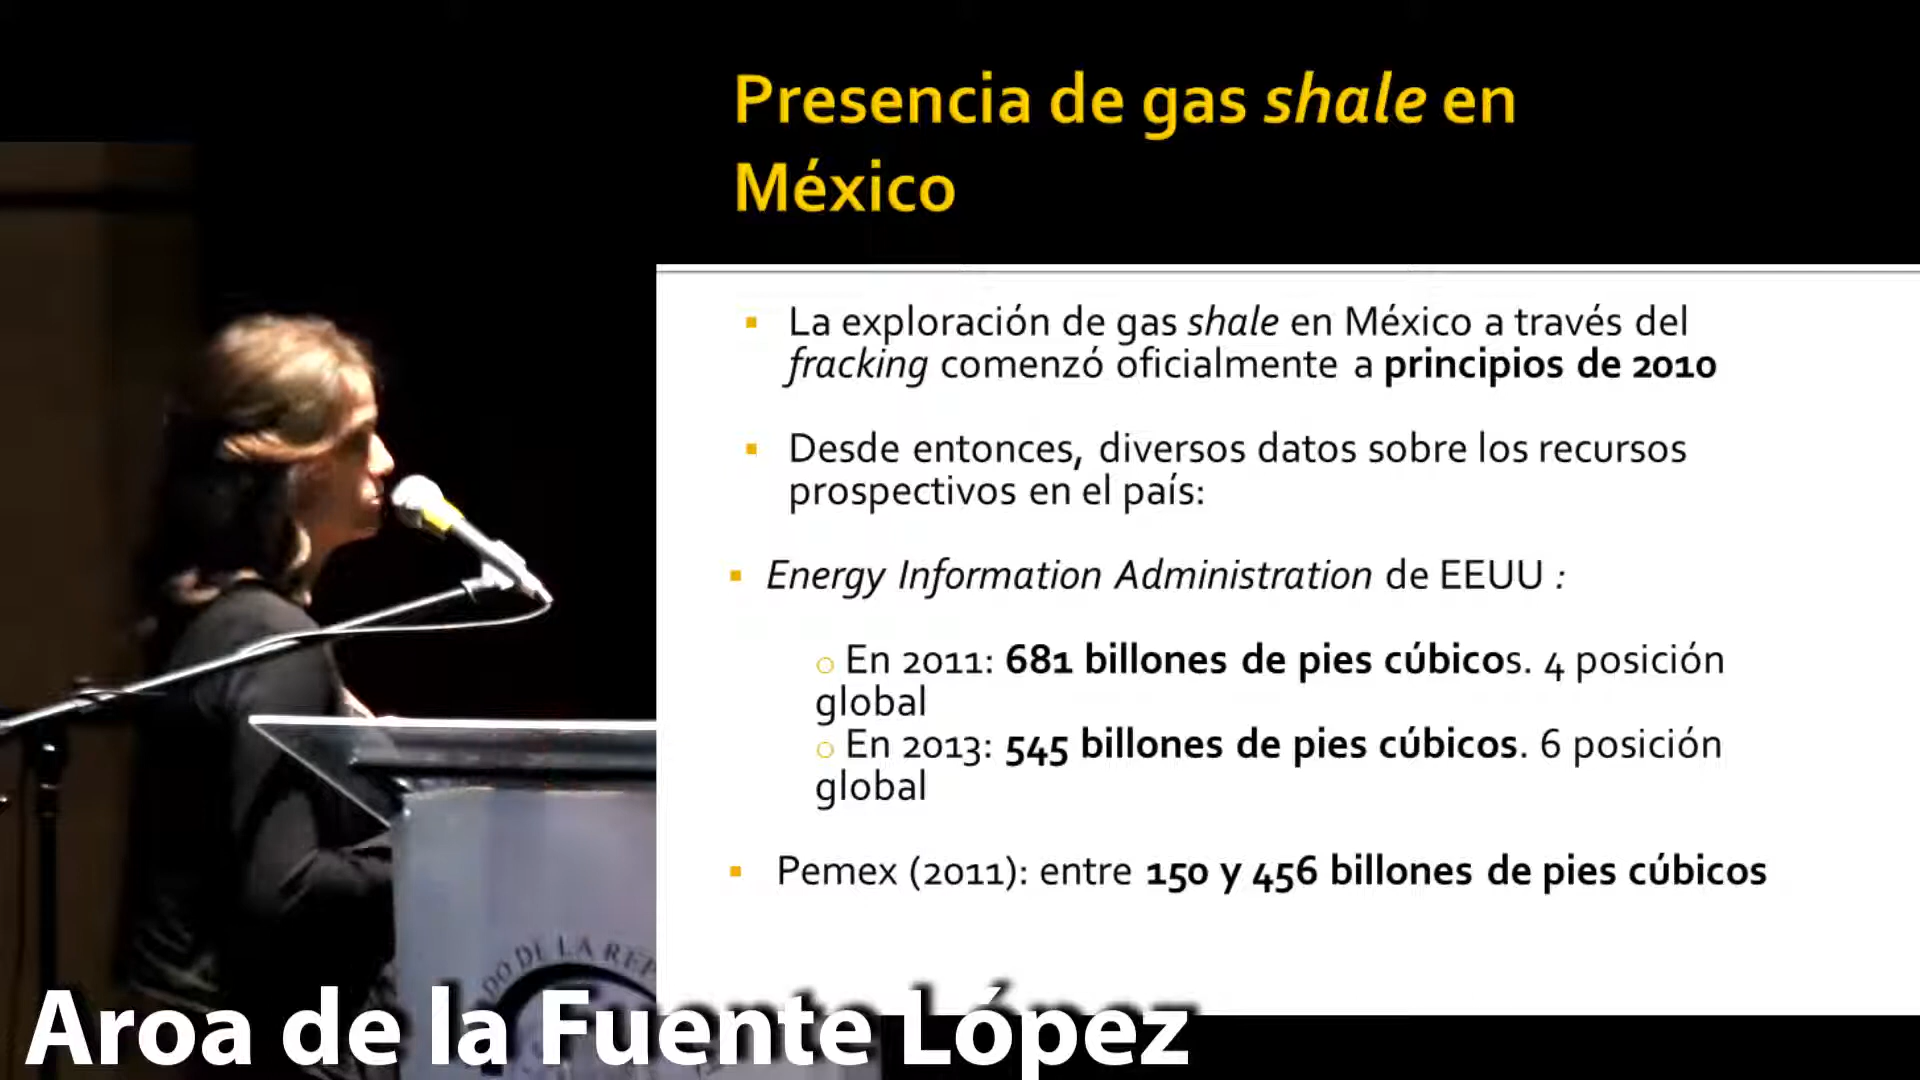 Presencia de gas shale en
México
La exploración de gas shale en México a través del
fracking comenzó oficialmente a principios de 2010
Desde entonces, diversos datos sobre los recursos
prospectivos en el país:
Energy Information Administration de EEUU :
En 2011: 681 billones de pies cúbicos. 4 posición
global
En 2013: 545 billones de pies cúbicos. 6 posición
global
Pemex (2011): entre 150 y 456 billones de pies cúbicos
DE LA REP
Aroa de la Fuente López